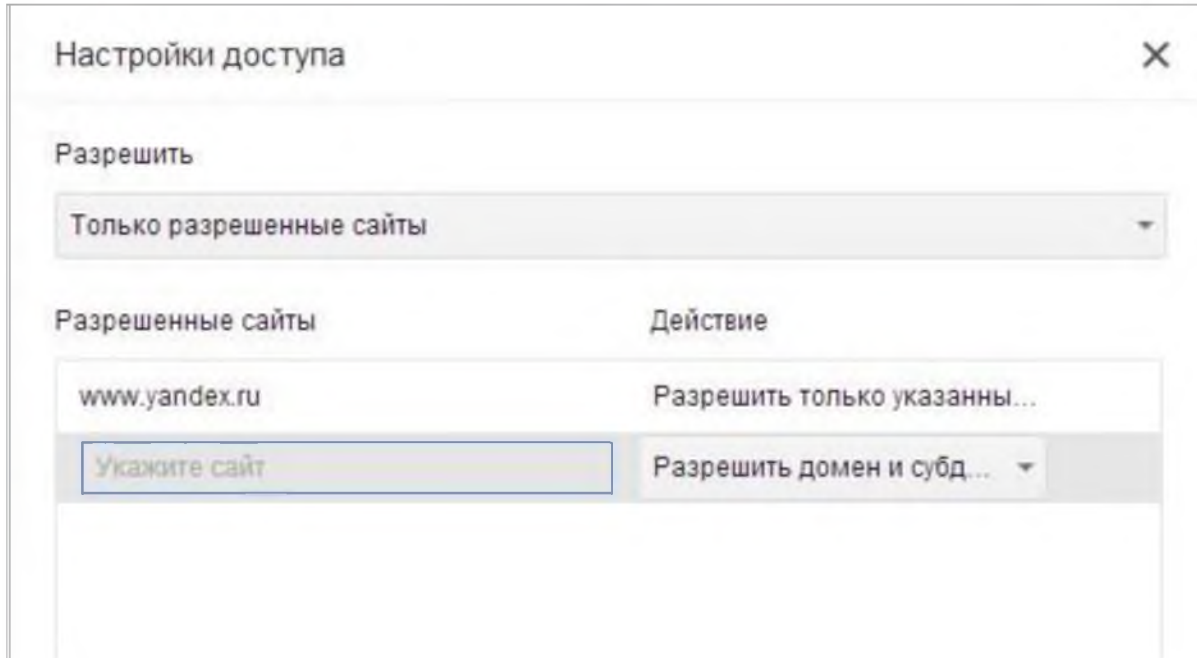 Настройки доступа
Разрешить
Только разрешенные сайты
Разрешенные сайты Действие
www.yandex.ru Разрешить только указанны...
Укажите сайт Разрешить домен и субд...